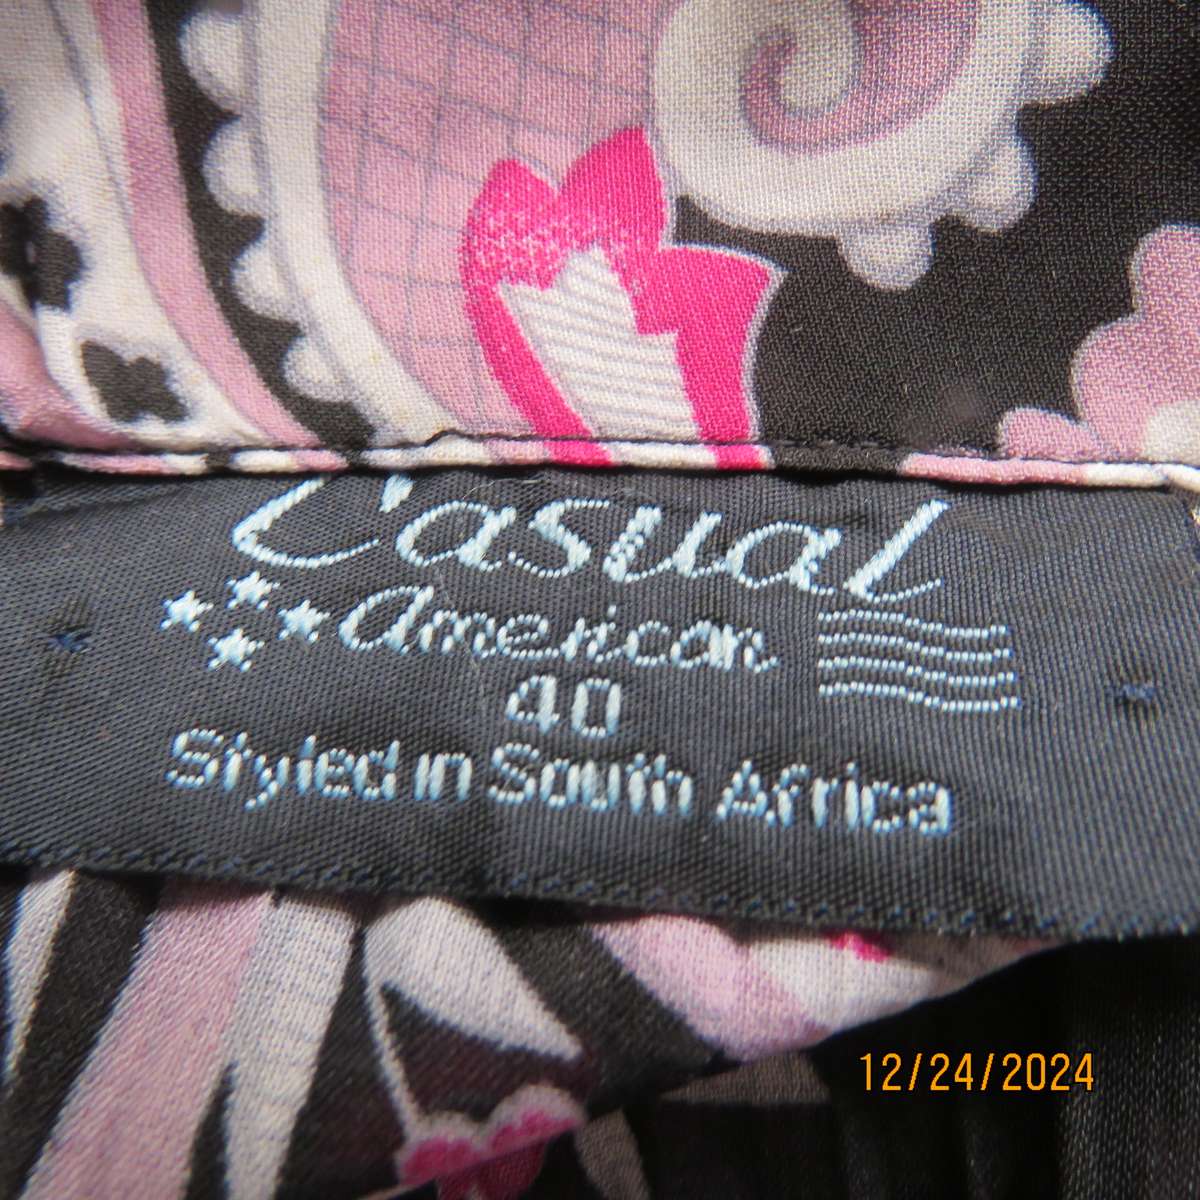 Casual
American
40
Styled in South Africa
12/24/2024